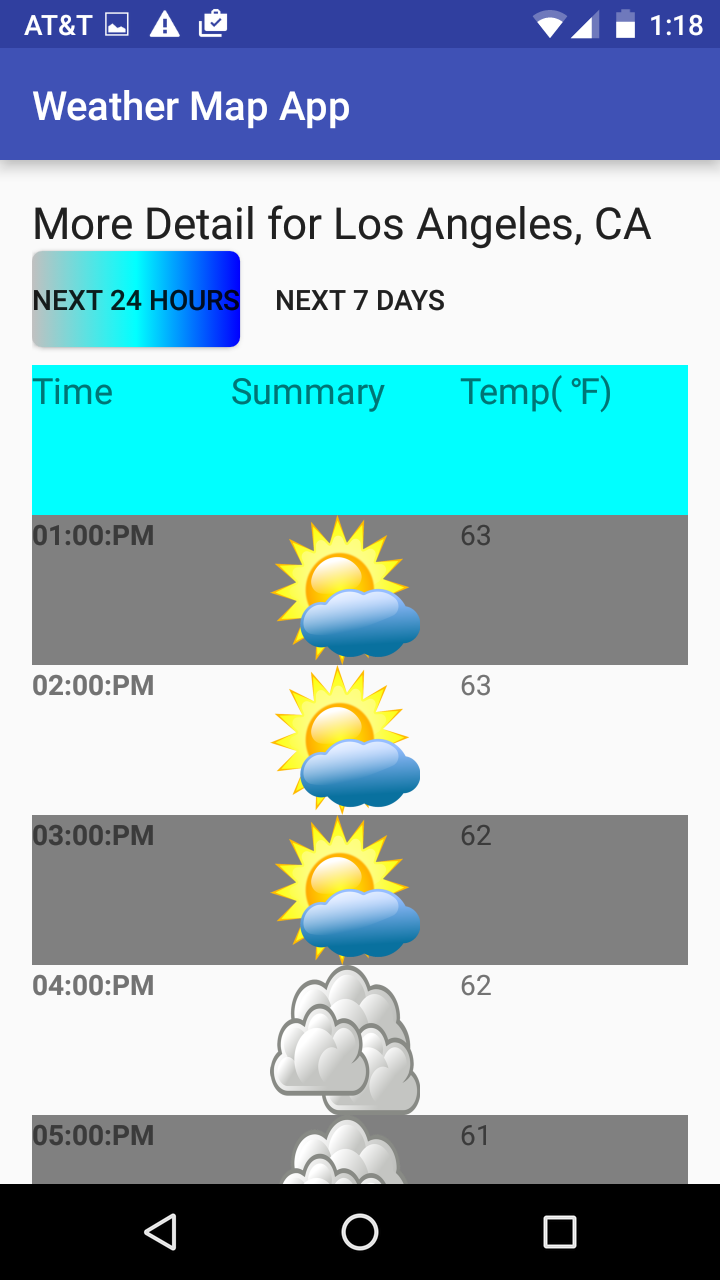 AT&T 1:18
Weather Map App
More Detail for Los Angeles, CA
NEXT 24 HOURS NEXT 7 DAYS
Time Summary Temp( ℉)
01:00:PM 63
02:00:PM 63
03:00:PM 62
04:00:PM 62
05:00:PM 61